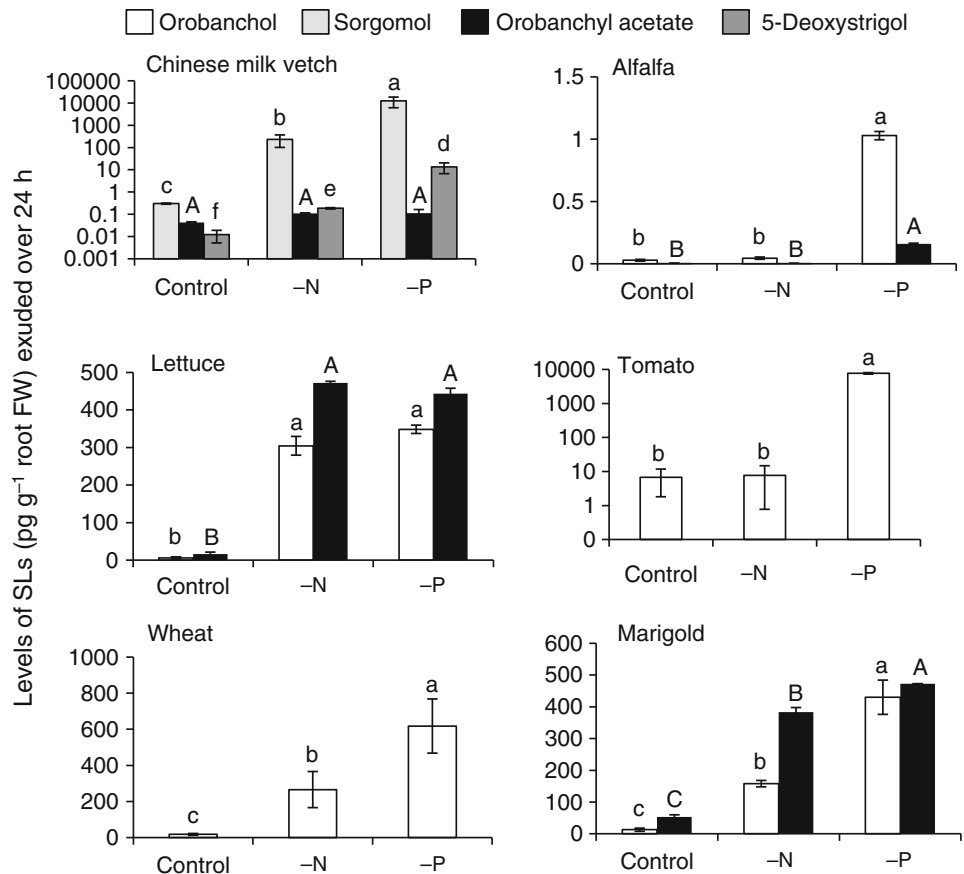 Orobanchol Sorgomol Orobanchyl acetate 5-Deoxystrigol
Levels of SLs (pg g⁻¹ root FW) exuded over 24 h
Chinese milk vetch
100000
10000
1000
100
10
1
0.1
0.01
0.001
c A f b A e a A d
Control –N –P
Alfalfa
1.5
1
0.5
0
b B b B a A
Control –N –P
Lettuce
500
400
300
200
100
0
b B a A a A
Control –N –P
Tomato
10000
1000
100
10
1
0
b b a
Control –N –P
Wheat
1000
800
600
400
200
0
c b a
Control –N –P
Marigold
600
500
400
300
200
100
0
c C b B a A
Control –N –P